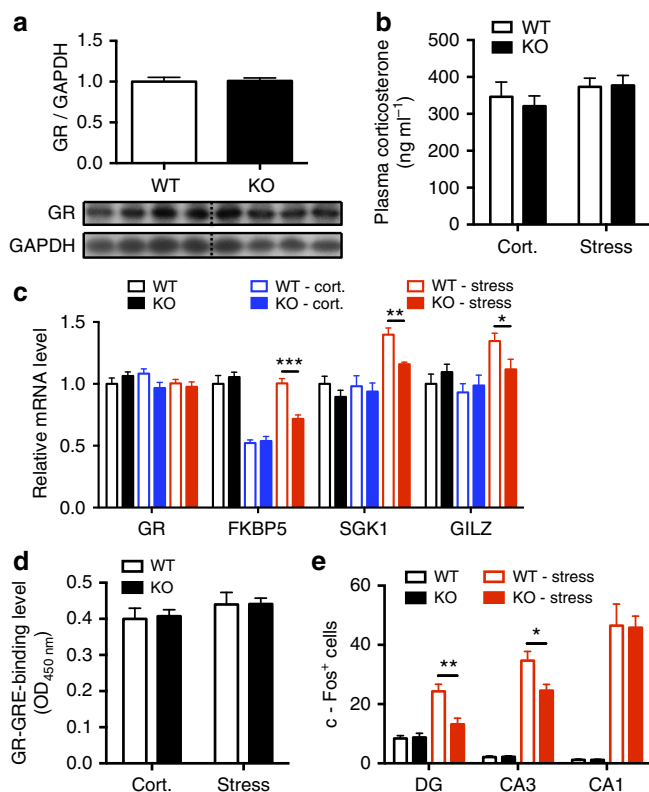 a
GR / GAPDH
1.5
1.0
0.5
0.0
WT KO
GR
GAPDH
b
WT
KO
Plasma corticosterone
(ng ml⁻¹)
400
300
200
100
0
Cort. Stress
c
WT WT - cort. WT - stress
KO KO - cort. KO - stress
Relative mRNA level
1.5
1.0
0.5
0.0
***
**
*
GR FKBP5 SGK1 GILZ
d
WT
KO
GR-GRE-binding level
(OD450 nm)
0.5
0.4
0.3
0.2
0.1
0.0
Cort. Stress
e
WT WT - stress
KO KO - stress
c - Fos⁺ cells
60
40
20
0
**
*
DG CA3 CA1